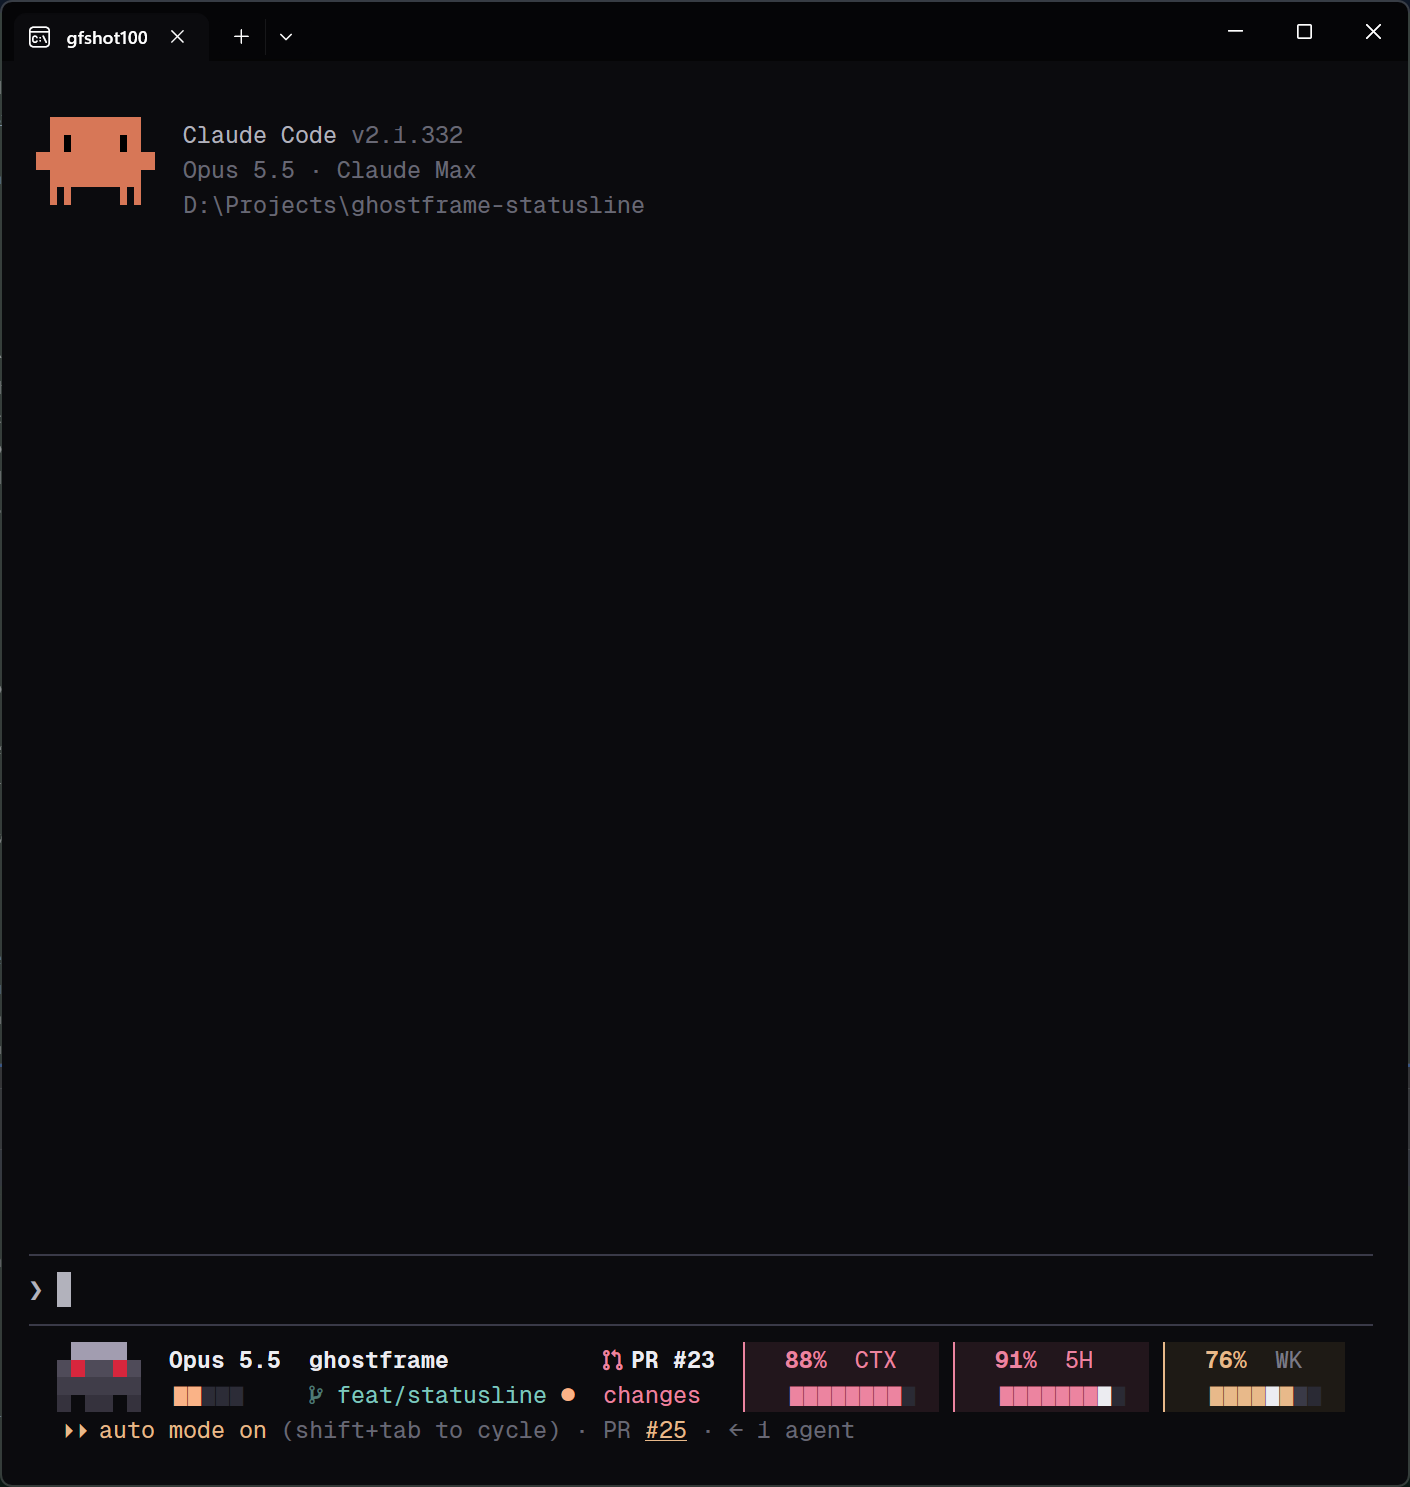 gfshot100
Claude Code v2.1.332
Opus 5.5 · Claude Max
D:\Projects\ghostframe-statusline
❯
Opus 5.5 ghostframe PR #23 88% CTX 91% 5H 76% WK
feat/statusline ● changes
auto mode on (shift+tab to cycle) · PR #25 · ← 1 agent